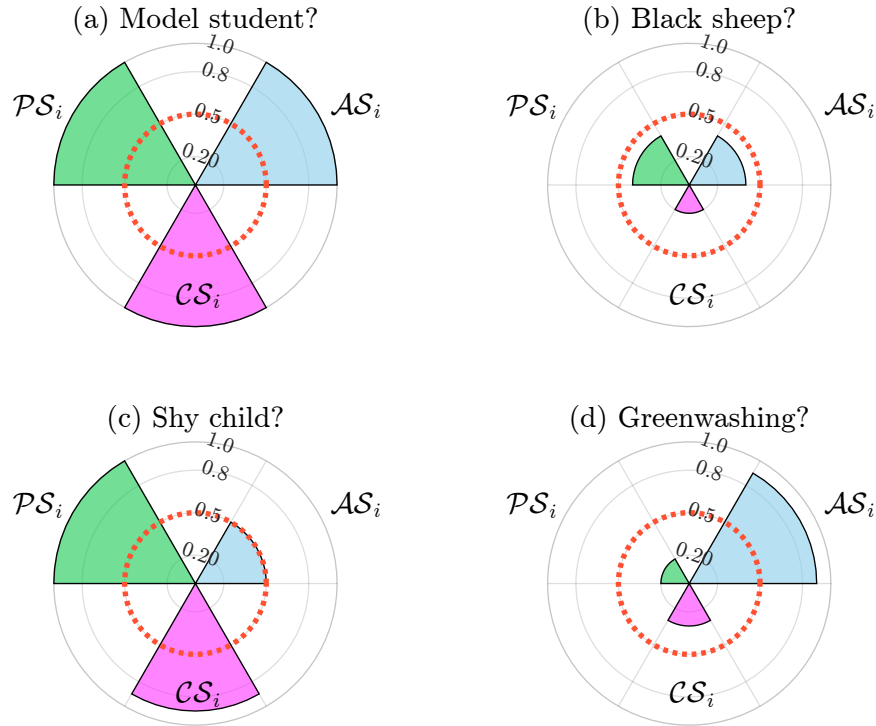 (a) Model student?
1.0
0.8
0.5
0.20
𝒫𝒮ᵢ
𝒜𝒮ᵢ
𝒞𝒮ᵢ
(b) Black sheep?
1.0
0.8
0.5
0.20
𝒫𝒮ᵢ
𝒜𝒮ᵢ
𝒞𝒮ᵢ
(c) Shy child?
1.0
0.8
0.5
0.20
𝒫𝒮ᵢ
𝒜𝒮ᵢ
𝒞𝒮ᵢ
(d) Greenwashing?
1.0
0.8
0.5
0.20
𝒫𝒮ᵢ
𝒜𝒮ᵢ
𝒞𝒮ᵢ